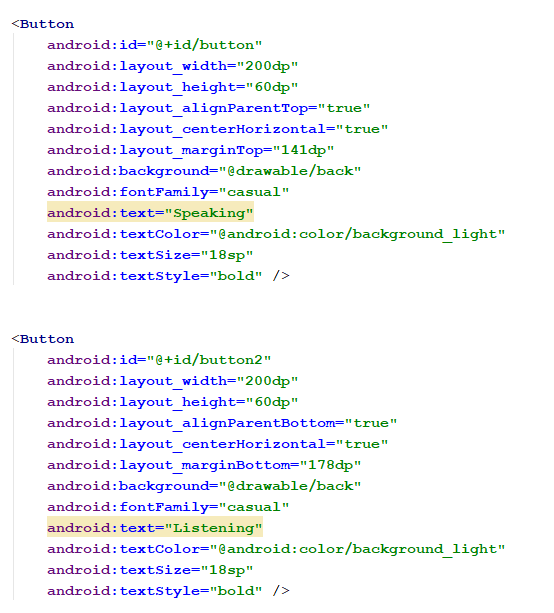 <Button
android:id="@+id/button"
android:layout_width="200dp"
android:layout_height="60dp"
android:layout_alignParentTop="true"
android:layout_centerHorizontal="true"
android:layout_marginTop="141dp"
android:background="@drawable/back"
android:fontFamily="casual"
android:text="Speaking"
android:textColor="@android:color/background_light"
android:textSize="18sp"
android:textStyle="bold" />
<Button
android:id="@+id/button2"
android:layout_width="200dp"
android:layout_height="60dp"
android:layout_alignParentBottom="true"
android:layout_centerHorizontal="true"
android:layout_marginBottom="178dp"
android:background="@drawable/back"
android:fontFamily="casual"
android:text="Listening"
android:textColor="@android:color/background_light"
android:textSize="18sp"
android:textStyle="bold" />